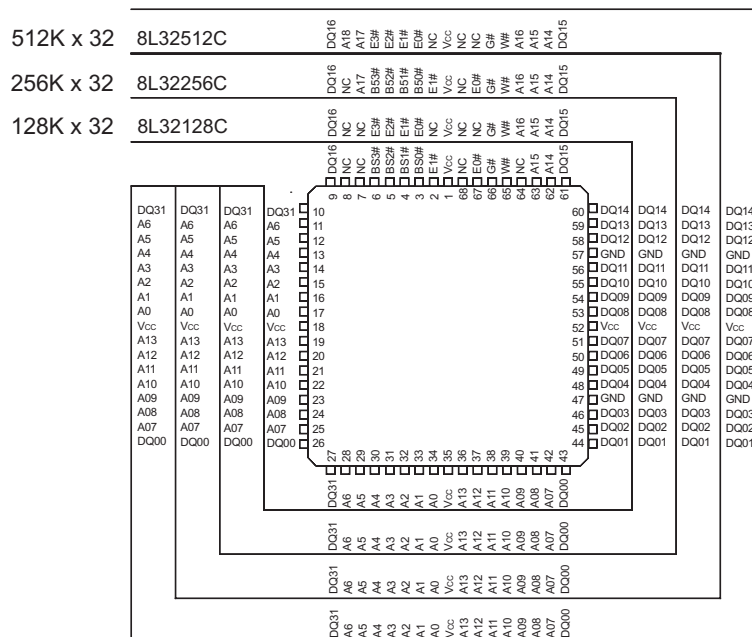 512K x 32 8L32512C DQ16 A18 A17 E3# E2# E1# E0# NC Vcc NC NC G# W# A16 A15 A14 DQ15
256K x 32 8L32256C DQ16 NC A17 B53# B52# B51# B50# E1# Vcc NC E0# G# W# A16 A15 A14 DQ15
128K x 32 8L32128C DQ16 NC NC E3# E2# E1# E0# NC Vcc NC NC G# W# A16 A15 A14 DQ15
DQ16 NC NC BS3# BS2# BS1# BS0# E1# Vcc NC E0# G# W# NC A15 A14 DQ15
9 8 7 6 5 4 3 2 1 68 67 66 65 64 63 62 61
DQ31 DQ31 DQ31 DQ31 10 60 DQ14 DQ14 DQ14 DQ14
A6 A6 A6 A6 11 59 DQ13 DQ13 DQ13 DQ13
A5 A5 A5 A5 12 58 DQ12 DQ12 DQ12 DQ12
A4 A4 A4 A4 13 57 GND GND GND GND
A3 A3 A3 A3 14 56 DQ11 DQ11 DQ11 DQ11
A2 A2 A2 A2 15 55 DQ10 DQ10 DQ10 DQ10
A1 A1 A1 A1 16 54 DQ09 DQ09 DQ09 DQ09
A0 A0 A0 A0 17 53 DQ08 DQ08 DQ08 DQ08
Vcc Vcc Vcc Vcc 18 52 Vcc Vcc Vcc Vcc
A13 A13 A13 A13 19 51 DQ07 DQ07 DQ07 DQ07
A12 A12 A12 A12 20 50 DQ06 DQ06 DQ06 DQ06
A11 A11 A11 A11 21 49 DQ05 DQ05 DQ05 DQ05
A10 A10 A10 A10 22 48 DQ04 DQ04 DQ04 DQ04
A09 A09 A09 A09 23 47 GND GND GND GND
A08 A08 A08 A08 24 46 DQ03 DQ03 DQ03 DQ03
A07 A07 A07 A07 25 45 DQ02 DQ02 DQ02 DQ02
DQ00 DQ00 DQ00 DQ00 26 44 DQ01 DQ01 DQ01 DQ01
27 28 29 30 31 32 33 34 35 36 37 38 39 40 41 42 43
DQ31 A6 A5 A4 A3 A2 A1 A0 Vcc A13 A12 A11 A10 A09 A08 A07 DQ00
DQ31 A6 A5 A4 A3 A2 A1 A0 Vcc A13 A12 A11 A10 A09 A08 A07 DQ00
DQ31 A6 A5 A4 A3 A2 A1 A0 Vcc A13 A12 A11 A10 A09 A08 A07 DQ00
DQ31 A6 A5 A4 A3 A2 A1 A0 Vcc A13 A12 A11 A10 A09 A08 A07 DQ00